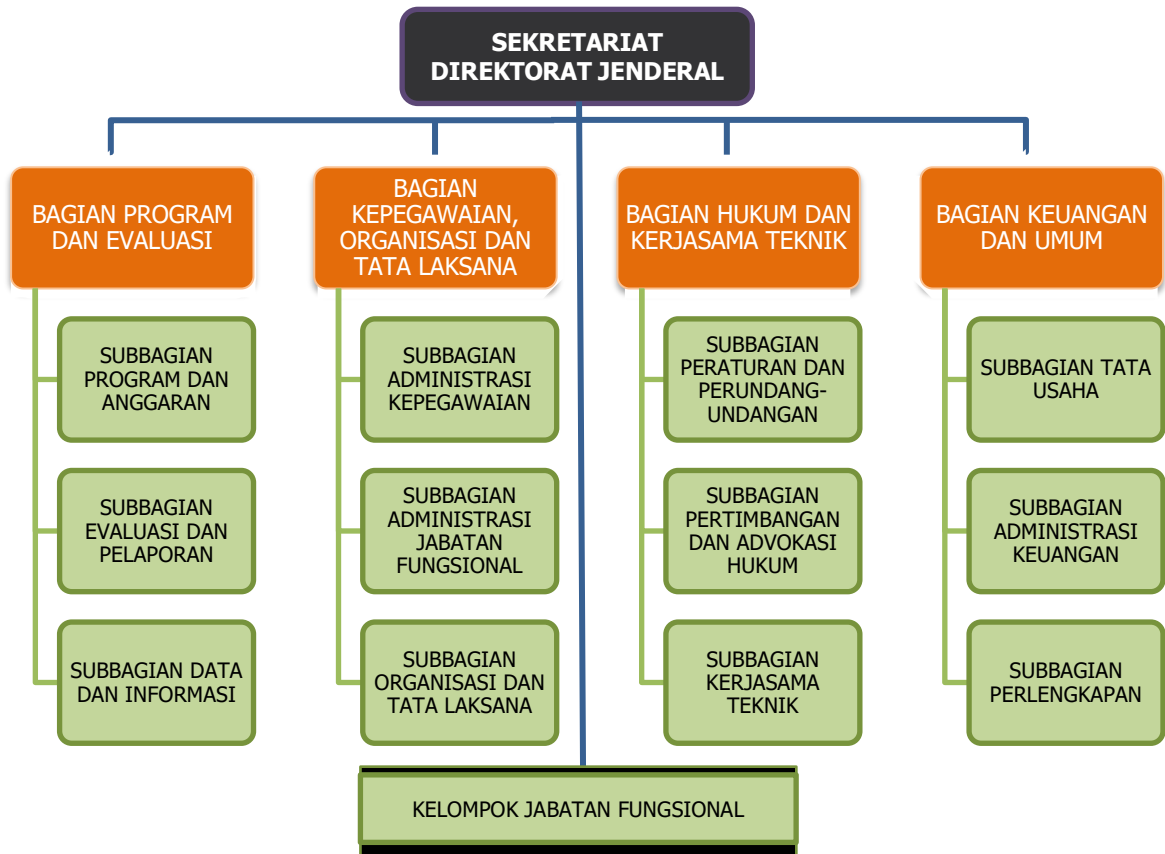 SEKRETARIAT
DIREKTORAT JENDERAL
BAGIAN PROGRAM
DAN EVALUASI
SUBBAGIAN
PROGRAM DAN
ANGGARAN
SUBBAGIAN
EVALUASI DAN
PELAPORAN
SUBBAGIAN DATA
DAN INFORMASI
BAGIAN
KEPEGAWAIAN,
ORGANISASI DAN
TATA LAKSANA
SUBBAGIAN
ADMINISTRASI
KEPEGAWAIAN
SUBBAGIAN
ADMINISTRASI
JABATAN
FUNGSIONAL
SUBBAGIAN
ORGANISASI DAN
TATA LAKSANA
BAGIAN HUKUM DAN
KERJASAMA TEKNIK
SUBBAGIAN
PERATURAN DAN
PERUNDANG-
UNDANGAN
SUBBAGIAN
PERTIMBANGAN
DAN ADVOKASI
HUKUM
SUBBAGIAN
KERJASAMA
TEKNIK
BAGIAN KEUANGAN
DAN UMUM
SUBBAGIAN TATA
USAHA
SUBBAGIAN
ADMINISTRASI
KEUANGAN
SUBBAGIAN
PERLENGKAPAN
KELOMPOK JABATAN FUNGSIONAL